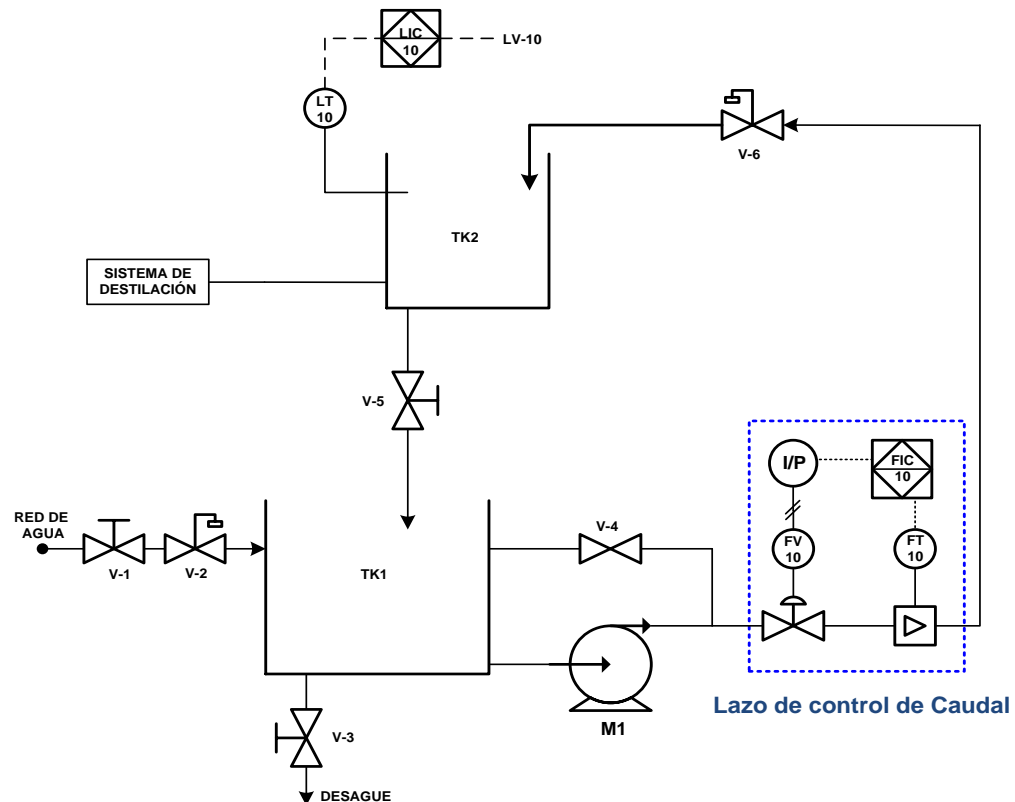 LIC
10
LV-10
LT
10
V-6
TK2
SISTEMA DE
DESTILACIÓN
V-5
I/P
FIC
10
RED DE
AGUA
V-4
FV
10
FT
10
V-1
V-2
TK1
Lazo de control de Caudal
M1
V-3
DESAGUE